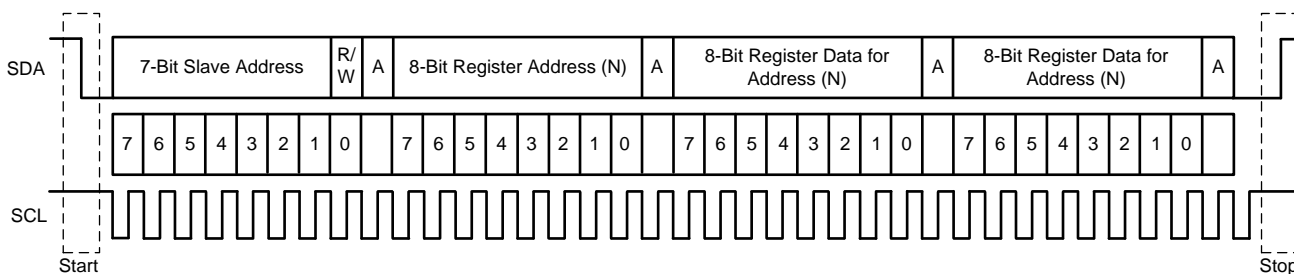 SDA
7-Bit Slave Address
R/
W
A
8-Bit Register Address (N)
A
8-Bit Register Data for
Address (N)
A
8-Bit Register Data for
Address (N)
A
7 6 5 4 3 2 1 0 7 6 5 4 3 2 1 0 7 6 5 4 3 2 1 0 7 6 5 4 3 2 1 0
SCL
Start
Stop